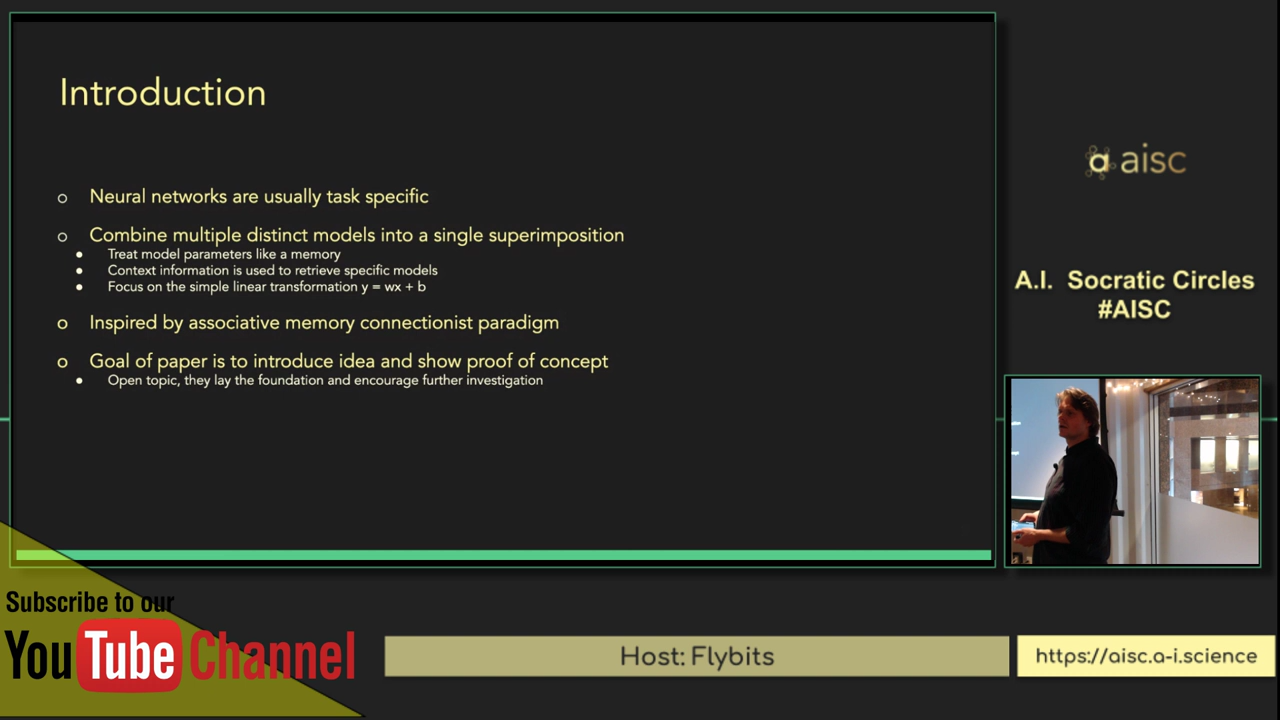 Introduction
Neural networks are usually task specific
Combine multiple distinct models into a single superimposition
Treat model parameters like a memory
Context information is used to retrieve specific models
Focus on the simple linear transformation y = wx + b
Inspired by associative memory connectionist paradigm
Goal of paper is to introduce idea and show proof of concept
Open topic, they lay the foundation and encourage further investigation
a aisc
A.I. Socratic Circles
#AISC
Subscribe to our
YouTube Channel
Host: Flybits
https://aisc.a-i.science